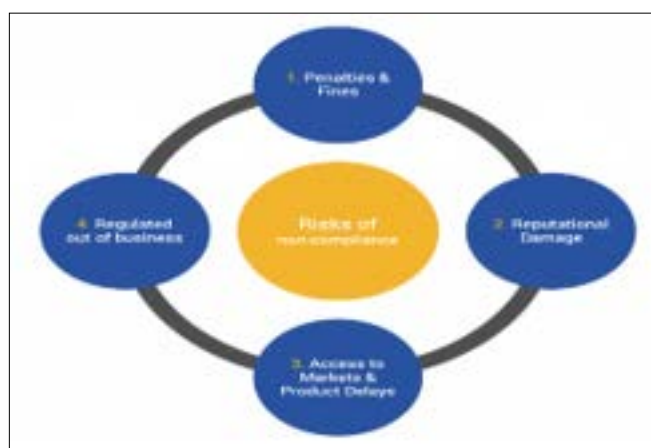 1. Penalties &
Fines
2. Reputational
Damage
3. Access to
Markets &
Product Delays
4. Regulated
out of business
Risks of
non-compliance